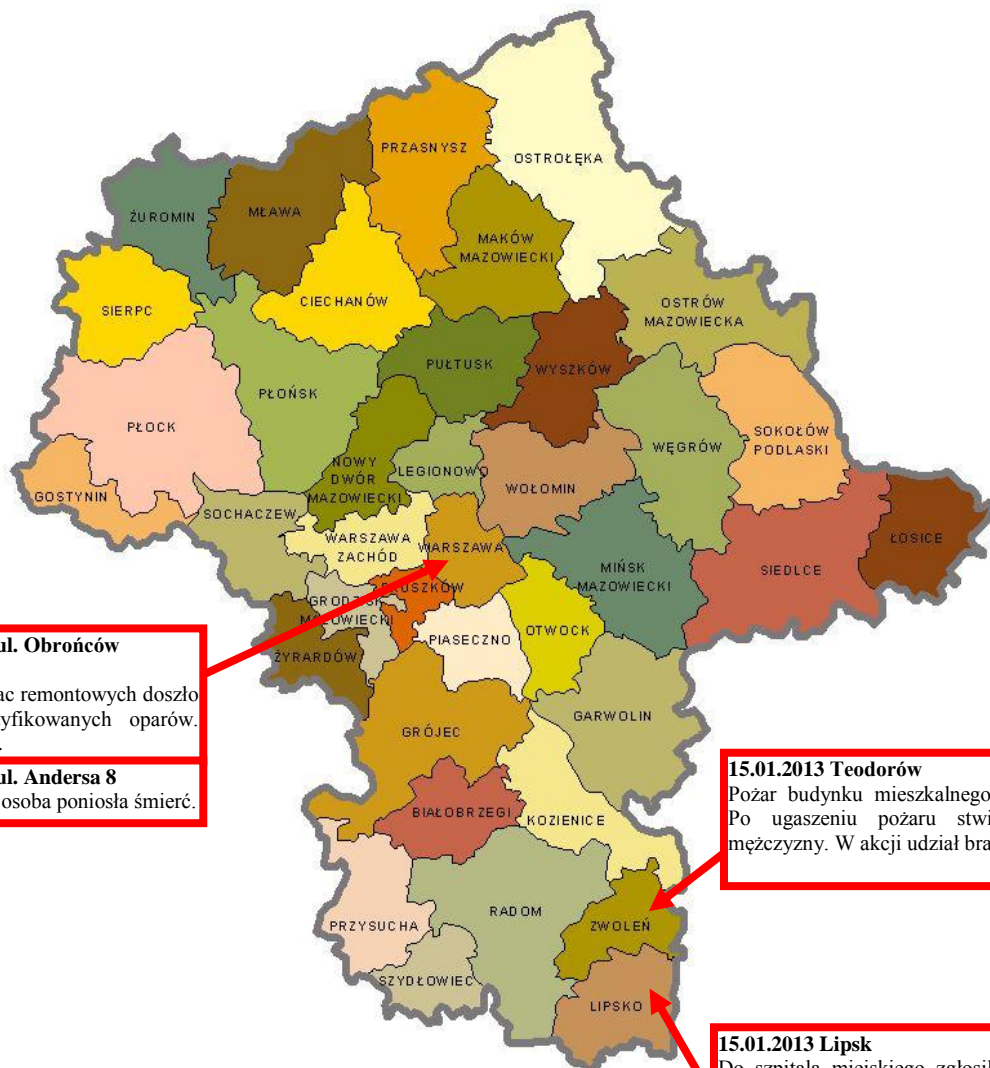 PRZASNYSZ
OSTROŁĘKA
ŻUROMIN
MŁAWA
MAKÓW
MAZOWIECKI
CIECHANÓW
SIERPC
OSTRÓW
MAZOWIECKA
PUŁTUSK
WYSZKÓW
PŁOŃSK
PŁOCK
SOKOŁÓW
PODLASKI
WĘGRÓW
NOWY
DWÓR
MAZOWIECKI
LEGIONOWO
WOŁOMIN
GOSTYNIN
SOCHACZEW
WARSZAWA
ZACHÓD
WARSZAWA
MIŃSK
MAZOWIECKI
SIEDLCE
ŁOSICE
GRODZISK
MAZOWIECKI
PIASECZNO
OTWOCK
ŻYRARDÓW
GARWOLIN
GRÓJEC
BIAŁOBRZEGI
KOZIENICE
RADOM
PRZYSUCHA
ZWOLEŃ
SZYDŁOWIEC
LIPSKO
ul. Obrońców
ac remontowych doszło
yfikowanych oparów.
ul. Andersa 8
osoba poniosła śmierć.
15.01.2013 Teodorów
Pożar budynku mieszkalnego
Po ugaszeniu pożaru stwi
mężczyzny. W akcji udział bra
15.01.2013 Lipsk
Do szpitala miejskiego zgłosił